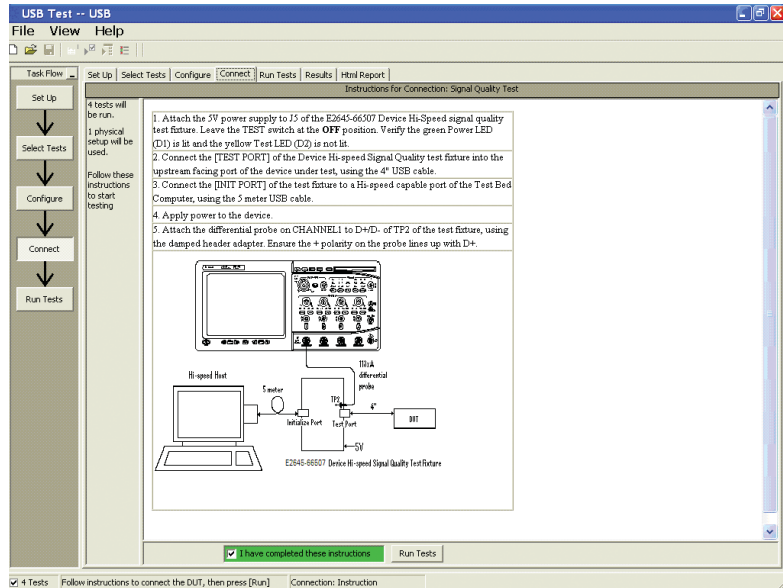 USB Test -- USB
File View Help
Task Flow
Set Up
Select Tests
Configure
Connect
Run Tests
Set Up Select Tests Configure Connect Run Tests Results Html Report
Instructions for Connection: Signal Quality Test
4 tests will
be run.
1 physical
setup will be
used.
Follow these
instructions
to start
testing
1. Attach the 5V power supply to J5 of the E2645-66507 Device Hi-Speed signal quality
test fixture. Leave the TEST switch at the OFF position. Verify the green Power LED
(D1) is lit and the yellow Test LED (D2) is not lit.
2. Connect the [TEST PORT] of the Device Hi-speed Signal Quality test fixture into the
upstream facing port of the device under test, using the 4" USB cable.
3. Connect the [INIT PORT] of the test fixture to a Hi-speed capable port of the Test Bed
Computer, using the 5 meter USB cable.
4. Apply power to the device.
5. Attach the differential probe on CHANNEL1 to D+/D- of TP2 of the test fixture, using
the damped header adapter. Ensure the + polarity on the probe lines up with D+.
differential
probe
Hi-speed Host
5 meter
TP2
4"
DUT
Initialize Port
Test Port
5V
E2645-66507 Device Hi-speed Signal Quality Test Fixture
I have completed these instructions
Run Tests
4 Tests Follow instructions to connect the DUT, then press [Run] Connection: Instruction